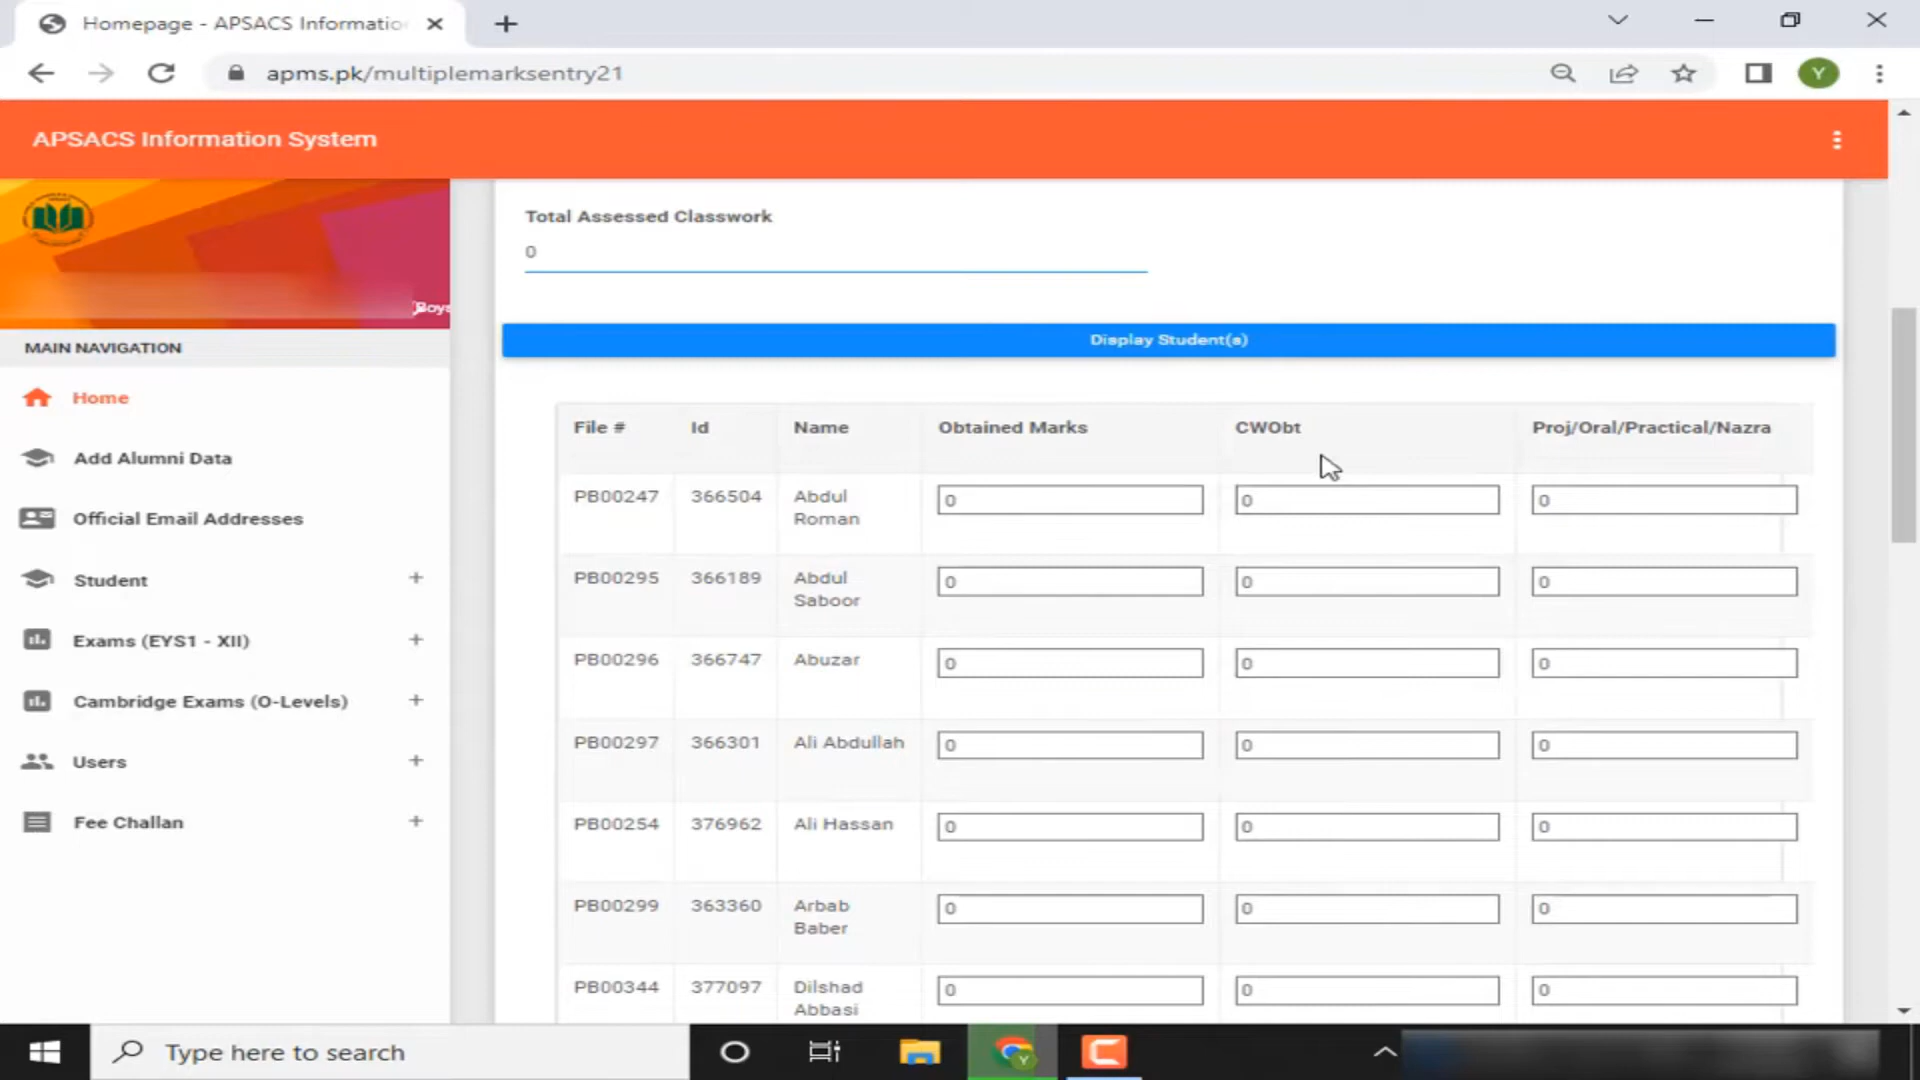 Homepage - APSACS Informatio
apms.pk/multiplemarksentry21
Y
APSACS Information System
(Boys
MAIN NAVIGATION
Home
Add Alumni Data
Official Email Addresses
Student +
Exams (EYS1 - XII) +
Cambridge Exams (O-Levels) +
Users +
Fee Challan +
Total Assessed Classwork
0
Display Student(s)
File # Id Name Obtained Marks CWObt Proj/Oral/Practical/Nazra
PB00247 366504 Abdul Roman 0 0 0
PB00295 366189 Abdul Saboor 0 0 0
PB00296 366747 Abuzar 0 0 0
PB00297 366301 Ali Abdullah 0 0 0
PB00254 376962 Ali Hassan 0 0 0
PB00299 363360 Arbab Baber 0 0 0
PB00344 377097 Dilshad Abbasi 0 0 0
Type here to search